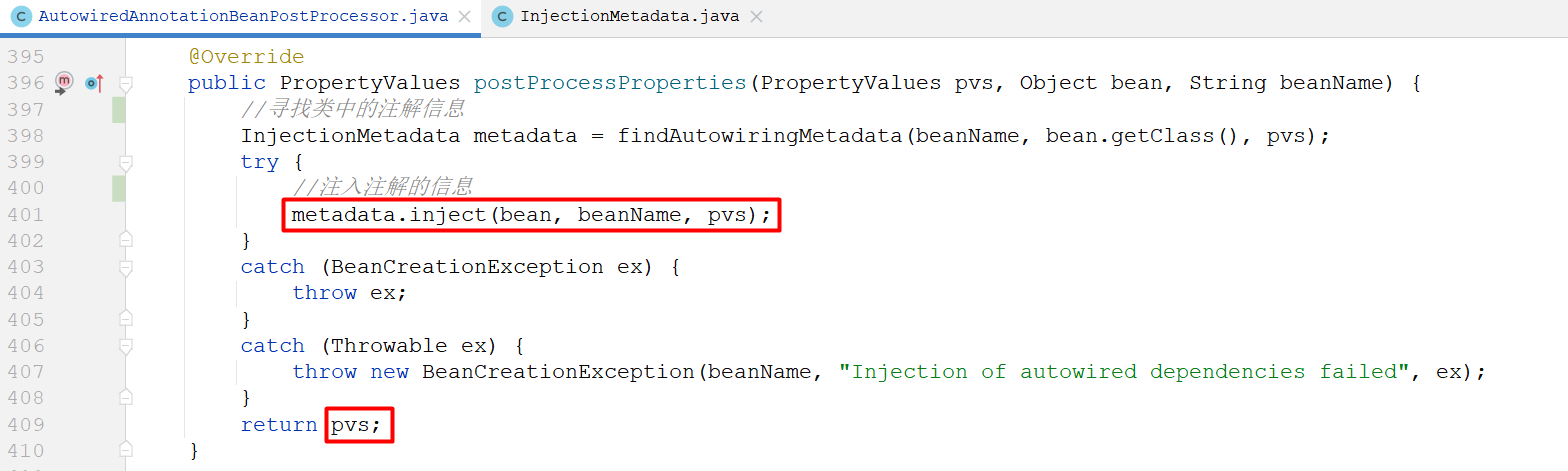 AutowiredAnnotationBeanPostProcessor.java InjectionMetadata.java
395 @Override
396 public PropertyValues postProcessProperties(PropertyValues pvs, Object bean, String beanName) {
397 //寻找类中的注解信息
398 InjectionMetadata metadata = findAutowiringMetadata(beanName, bean.getClass(), pvs);
399 try {
400 //注入注解的信息
401 metadata.inject(bean, beanName, pvs);
402 }
403 catch (BeanCreationException ex) {
404 throw ex;
405 }
406 catch (Throwable ex) {
407 throw new BeanCreationException(beanName, "Injection of autowired dependencies failed", ex);
408 }
409 return pvs;
410 }